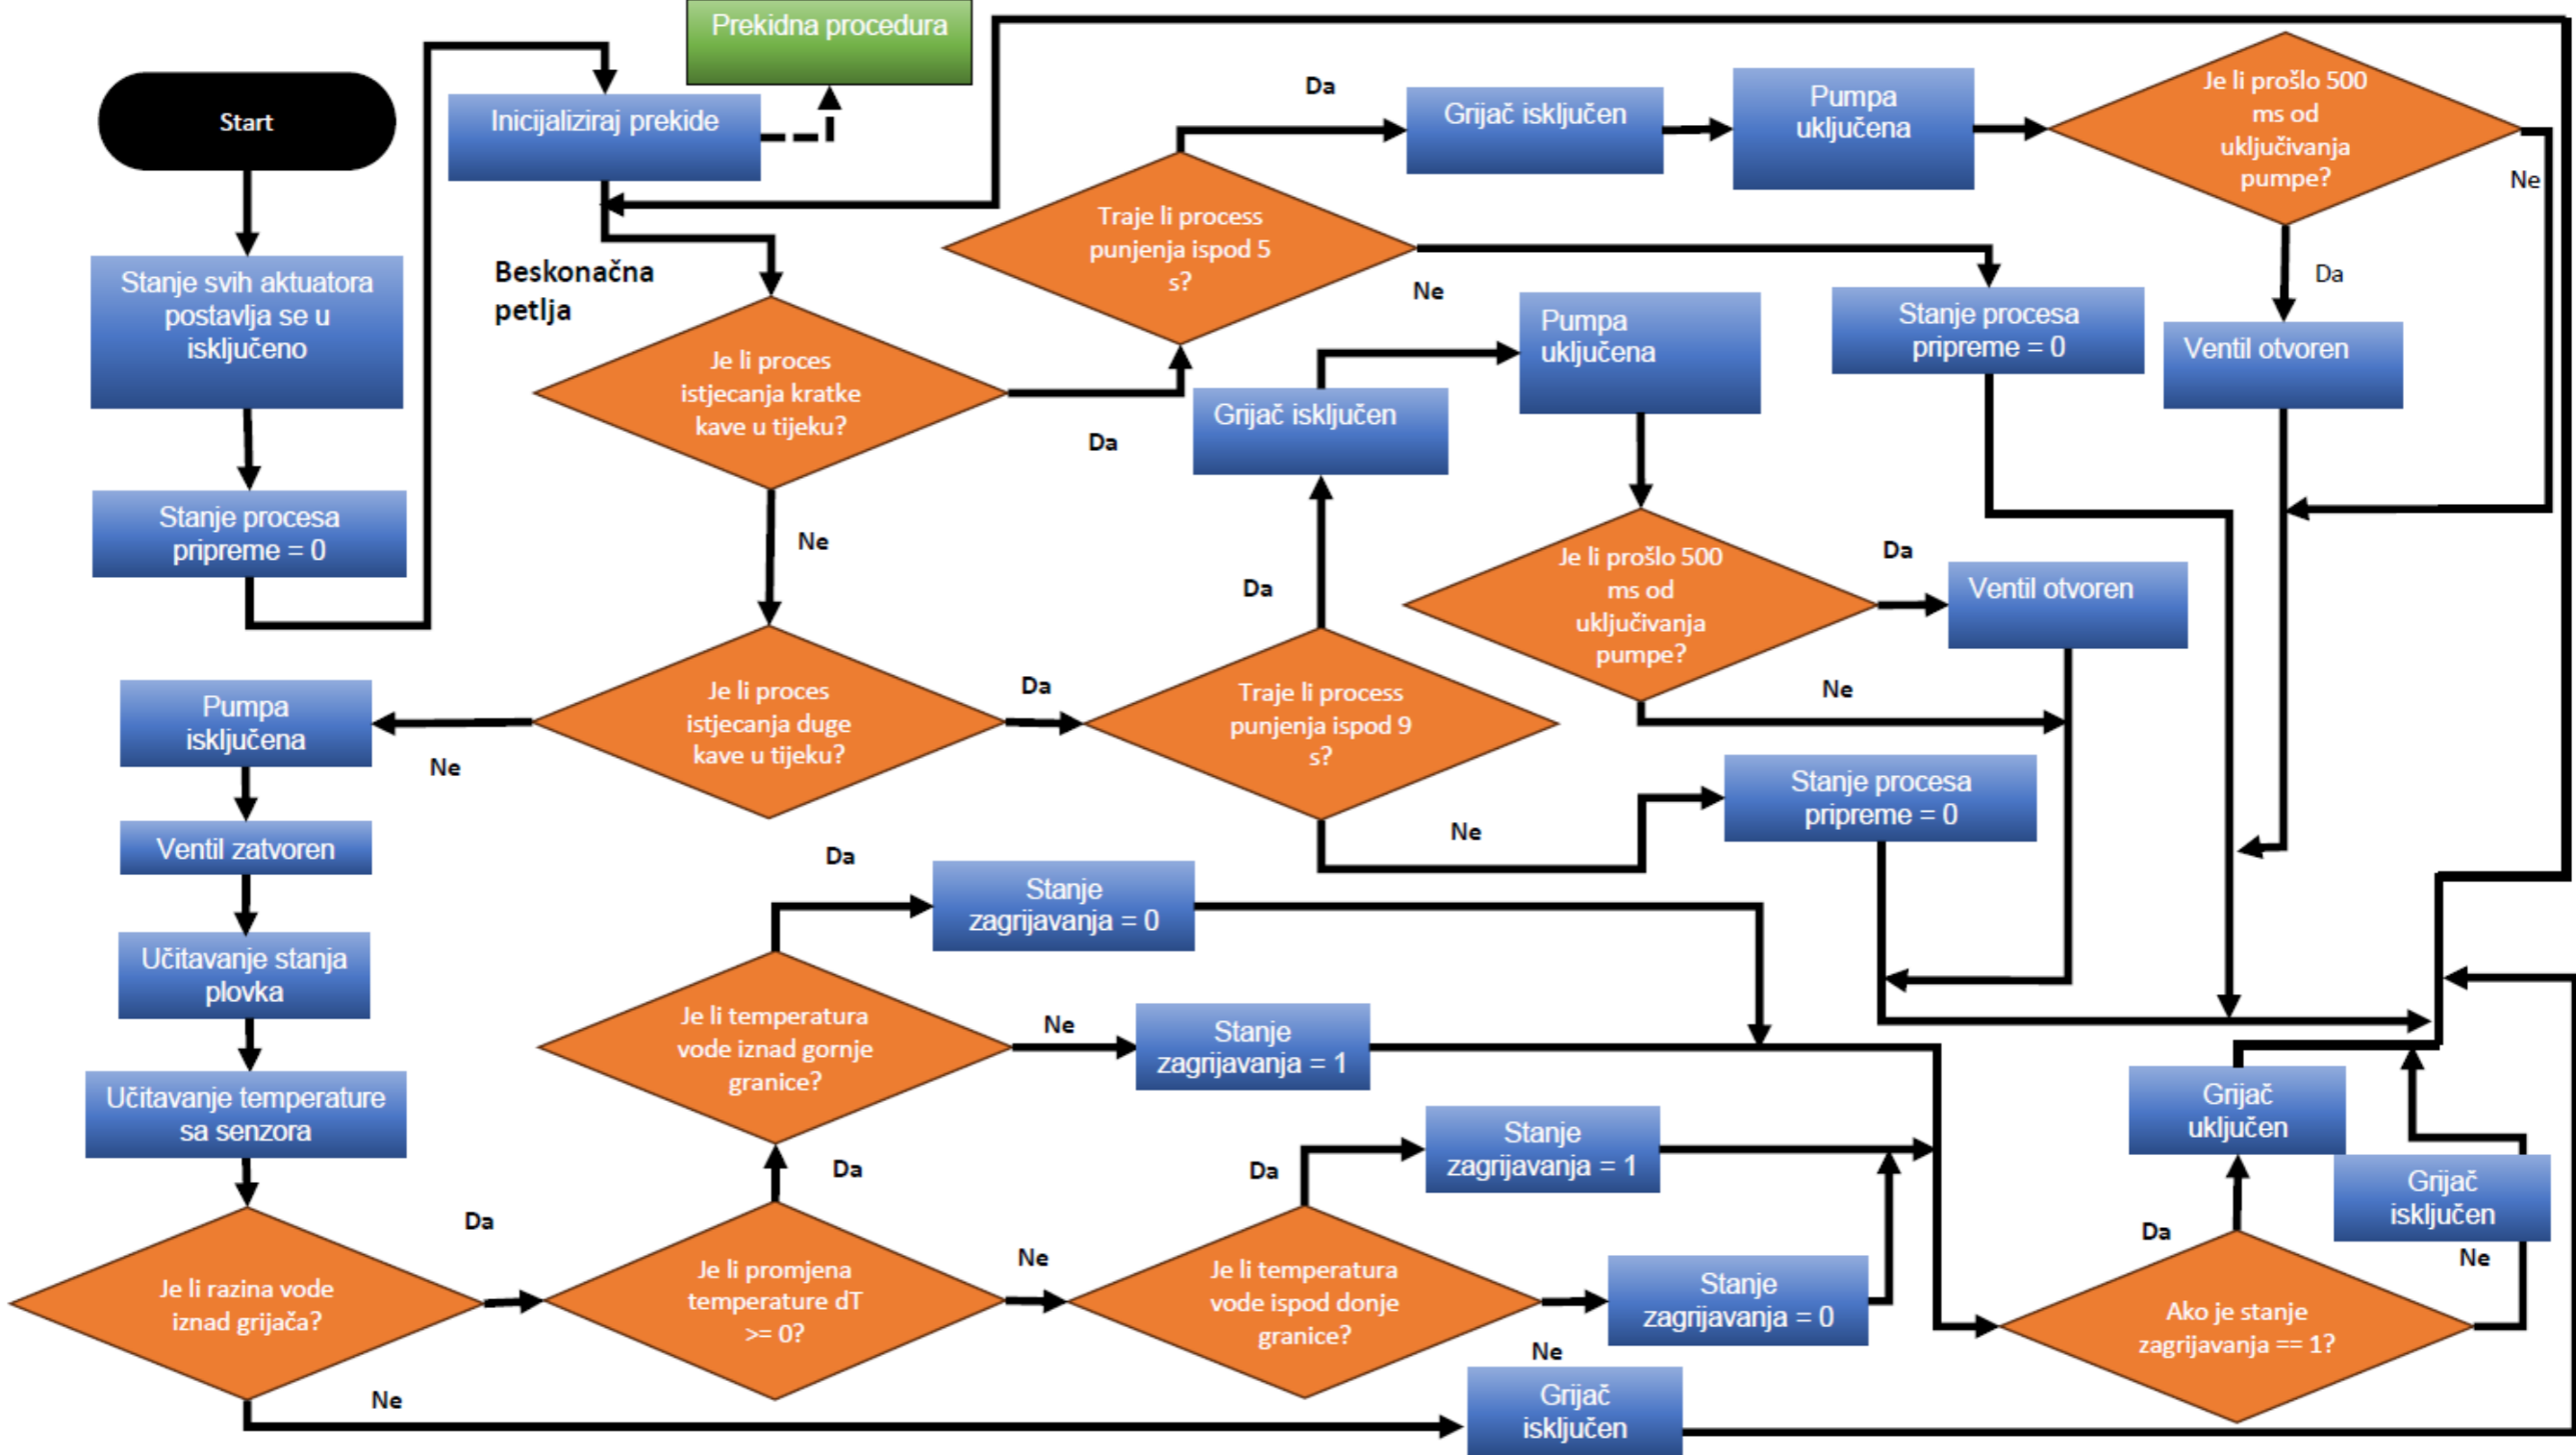 Prekidna procedura
Start
Inicijaliziraj prekide
Stanje svih aktuatora
postavlja se u
isključeno
Stanje procesa
pripreme = 0
Beskonačna
petlja
Je li proces
istjecanja kratke
kave u tijeku?
Da
Ne
Traje li process
punjenja ispod 5
s?
Da
Ne
Grijač isključen
Pumpa
uključena
Je li prošlo 500
ms od
uključivanja
pumpe?
Ne
Da
Ventil otvoren
Stanje procesa
pripreme = 0
Je li proces
istjecanja duge
kave u tijeku?
Da
Ne
Traje li process
punjenja ispod 9
s?
Da
Ne
Grijač isključen
Pumpa
uključena
Je li prošlo 500
ms od
uključivanja
pumpe?
Da
Ne
Ventil otvoren
Stanje procesa
pripreme = 0
Pumpa
isključena
Ventil zatvoren
Učitavanje stanja
plovka
Učitavanje temperature
sa senzora
Je li razina vode
iznad grijača?
Da
Ne
Je li promjena
temperature dT
>= 0?
Da
Ne
Je li temperatura
vode iznad gornje
granice?
Da
Ne
Stanje
zagrijavanja = 0
Stanje
zagrijavanja = 1
Je li temperatura
vode ispod donje
granice?
Da
Ne
Stanje
zagrijavanja = 1
Stanje
zagrijavanja = 0
Grijač
isključen
Ako je stanje
zagrijavanja == 1?
Da
Ne
Grijač
uključen
Grijač
isključen